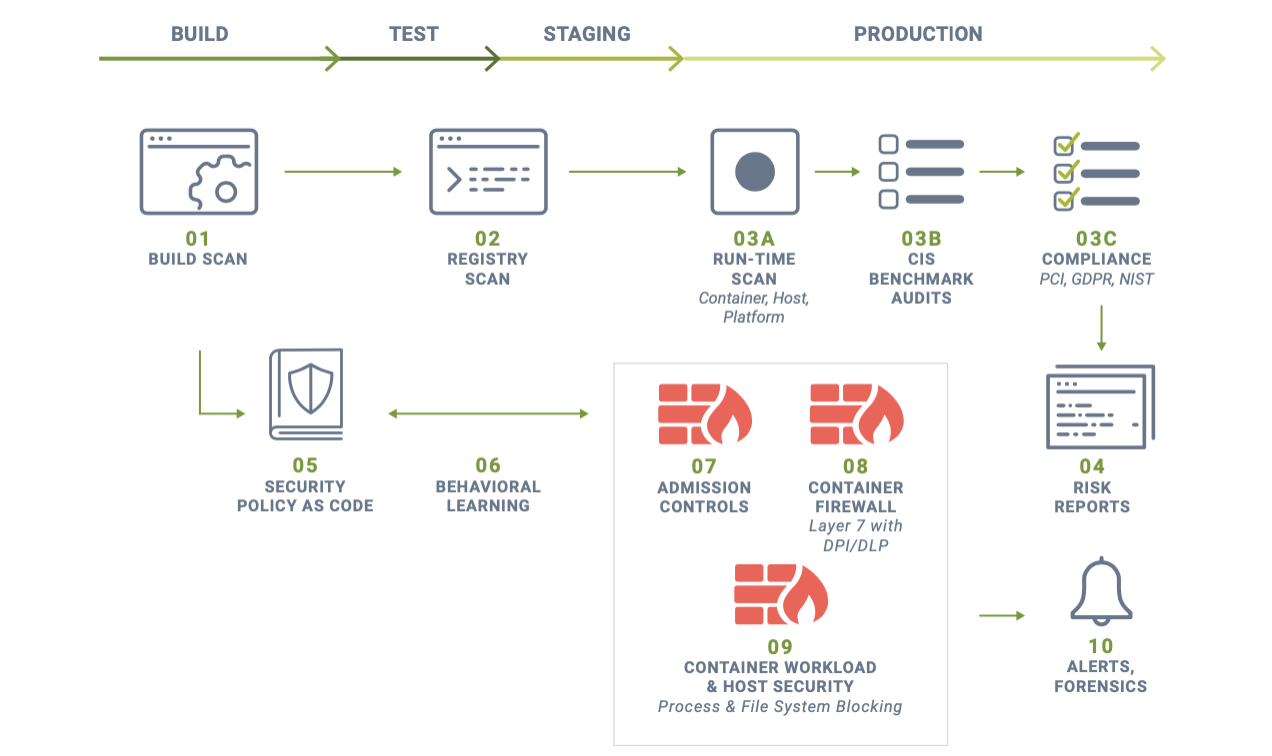 BUILD
TEST
STAGING
PRODUCTION
01
BUILD SCAN
02
REGISTRY
SCAN
03A
RUN-TIME
SCAN
Container, Host,
Platform
03B
CIS
BENCHMARK
AUDITS
03C
COMPLIANCE
PCI, GDPR, NIST
05
SECURITY
POLICY AS CODE
06
BEHAVIORAL
LEARNING
07
ADMISSION
CONTROLS
08
CONTAINER
FIREWALL
Layer 7 with
DPI/DLP
04
RISK
REPORTS
09
CONTAINER WORKLOAD
& HOST SECURITY
Process & File System Blocking
10
ALERTS,
FORENSICS